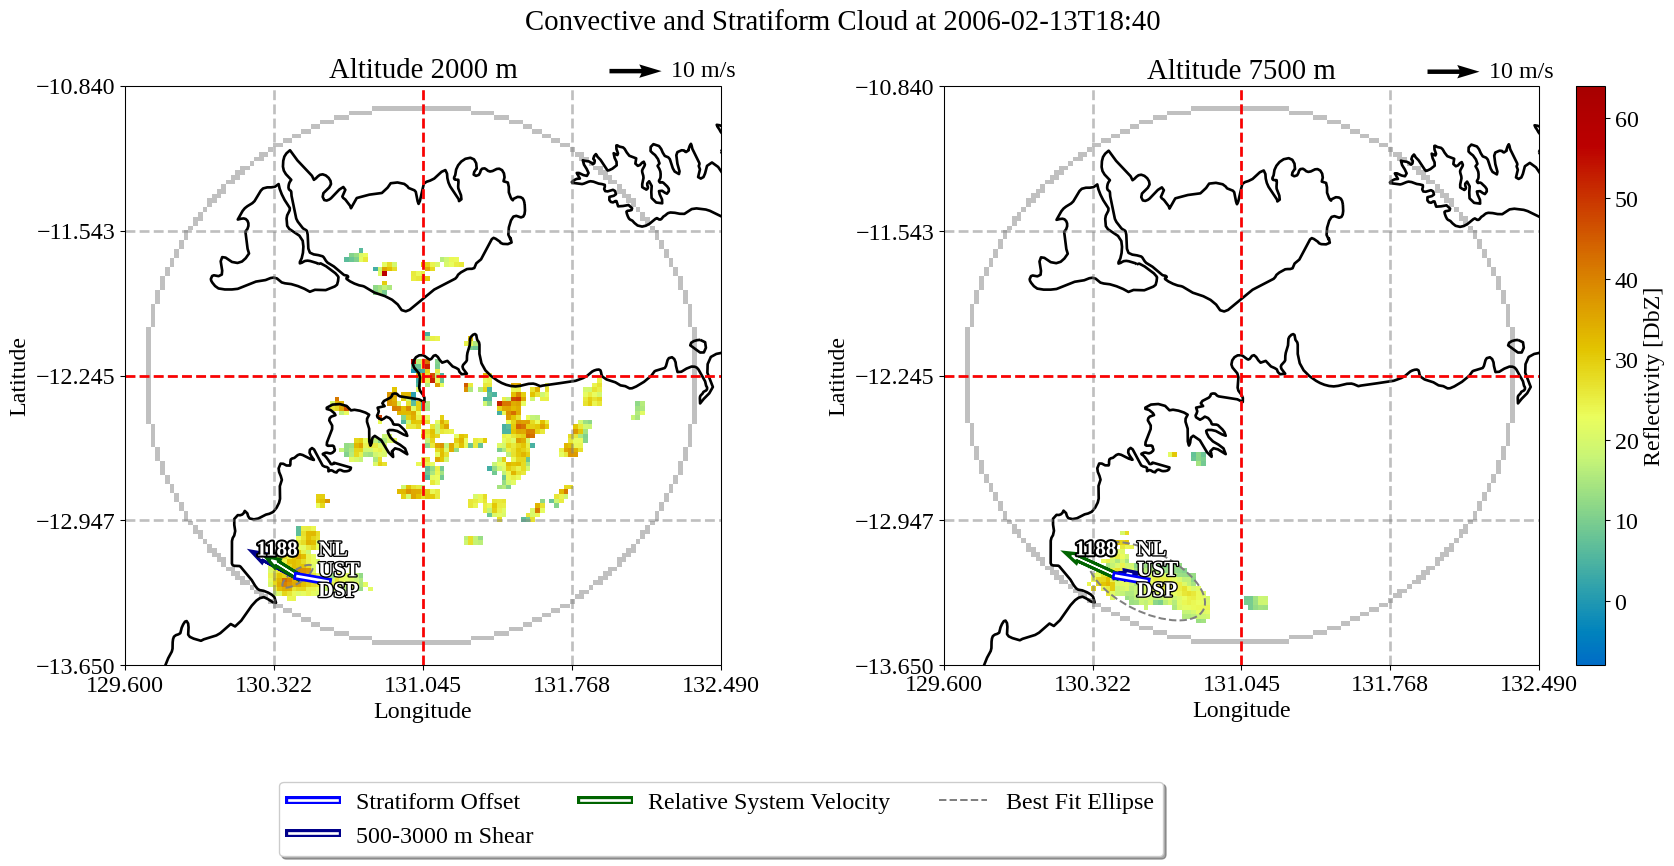 Convective and Stratiform Cloud at 2006-02-13T18:40
Altitude 2000 m
10 m/s
−10.840
−11.543
−12.245
−12.947
−13.650
Latitude
1188
NL
UST
DSP
129.600
130.322
131.045
131.768
132.490
Longitude
Altitude 7500 m
10 m/s
−10.840
−11.543
−12.245
−12.947
−13.650
Latitude
1188
NL
UST
DSP
129.600
130.322
131.045
131.768
132.490
Longitude
60
50
40
30
20
10
0
Reflectivity [DbZ]
Stratiform Offset
500-3000 m Shear
Relative System Velocity
Best Fit Ellipse